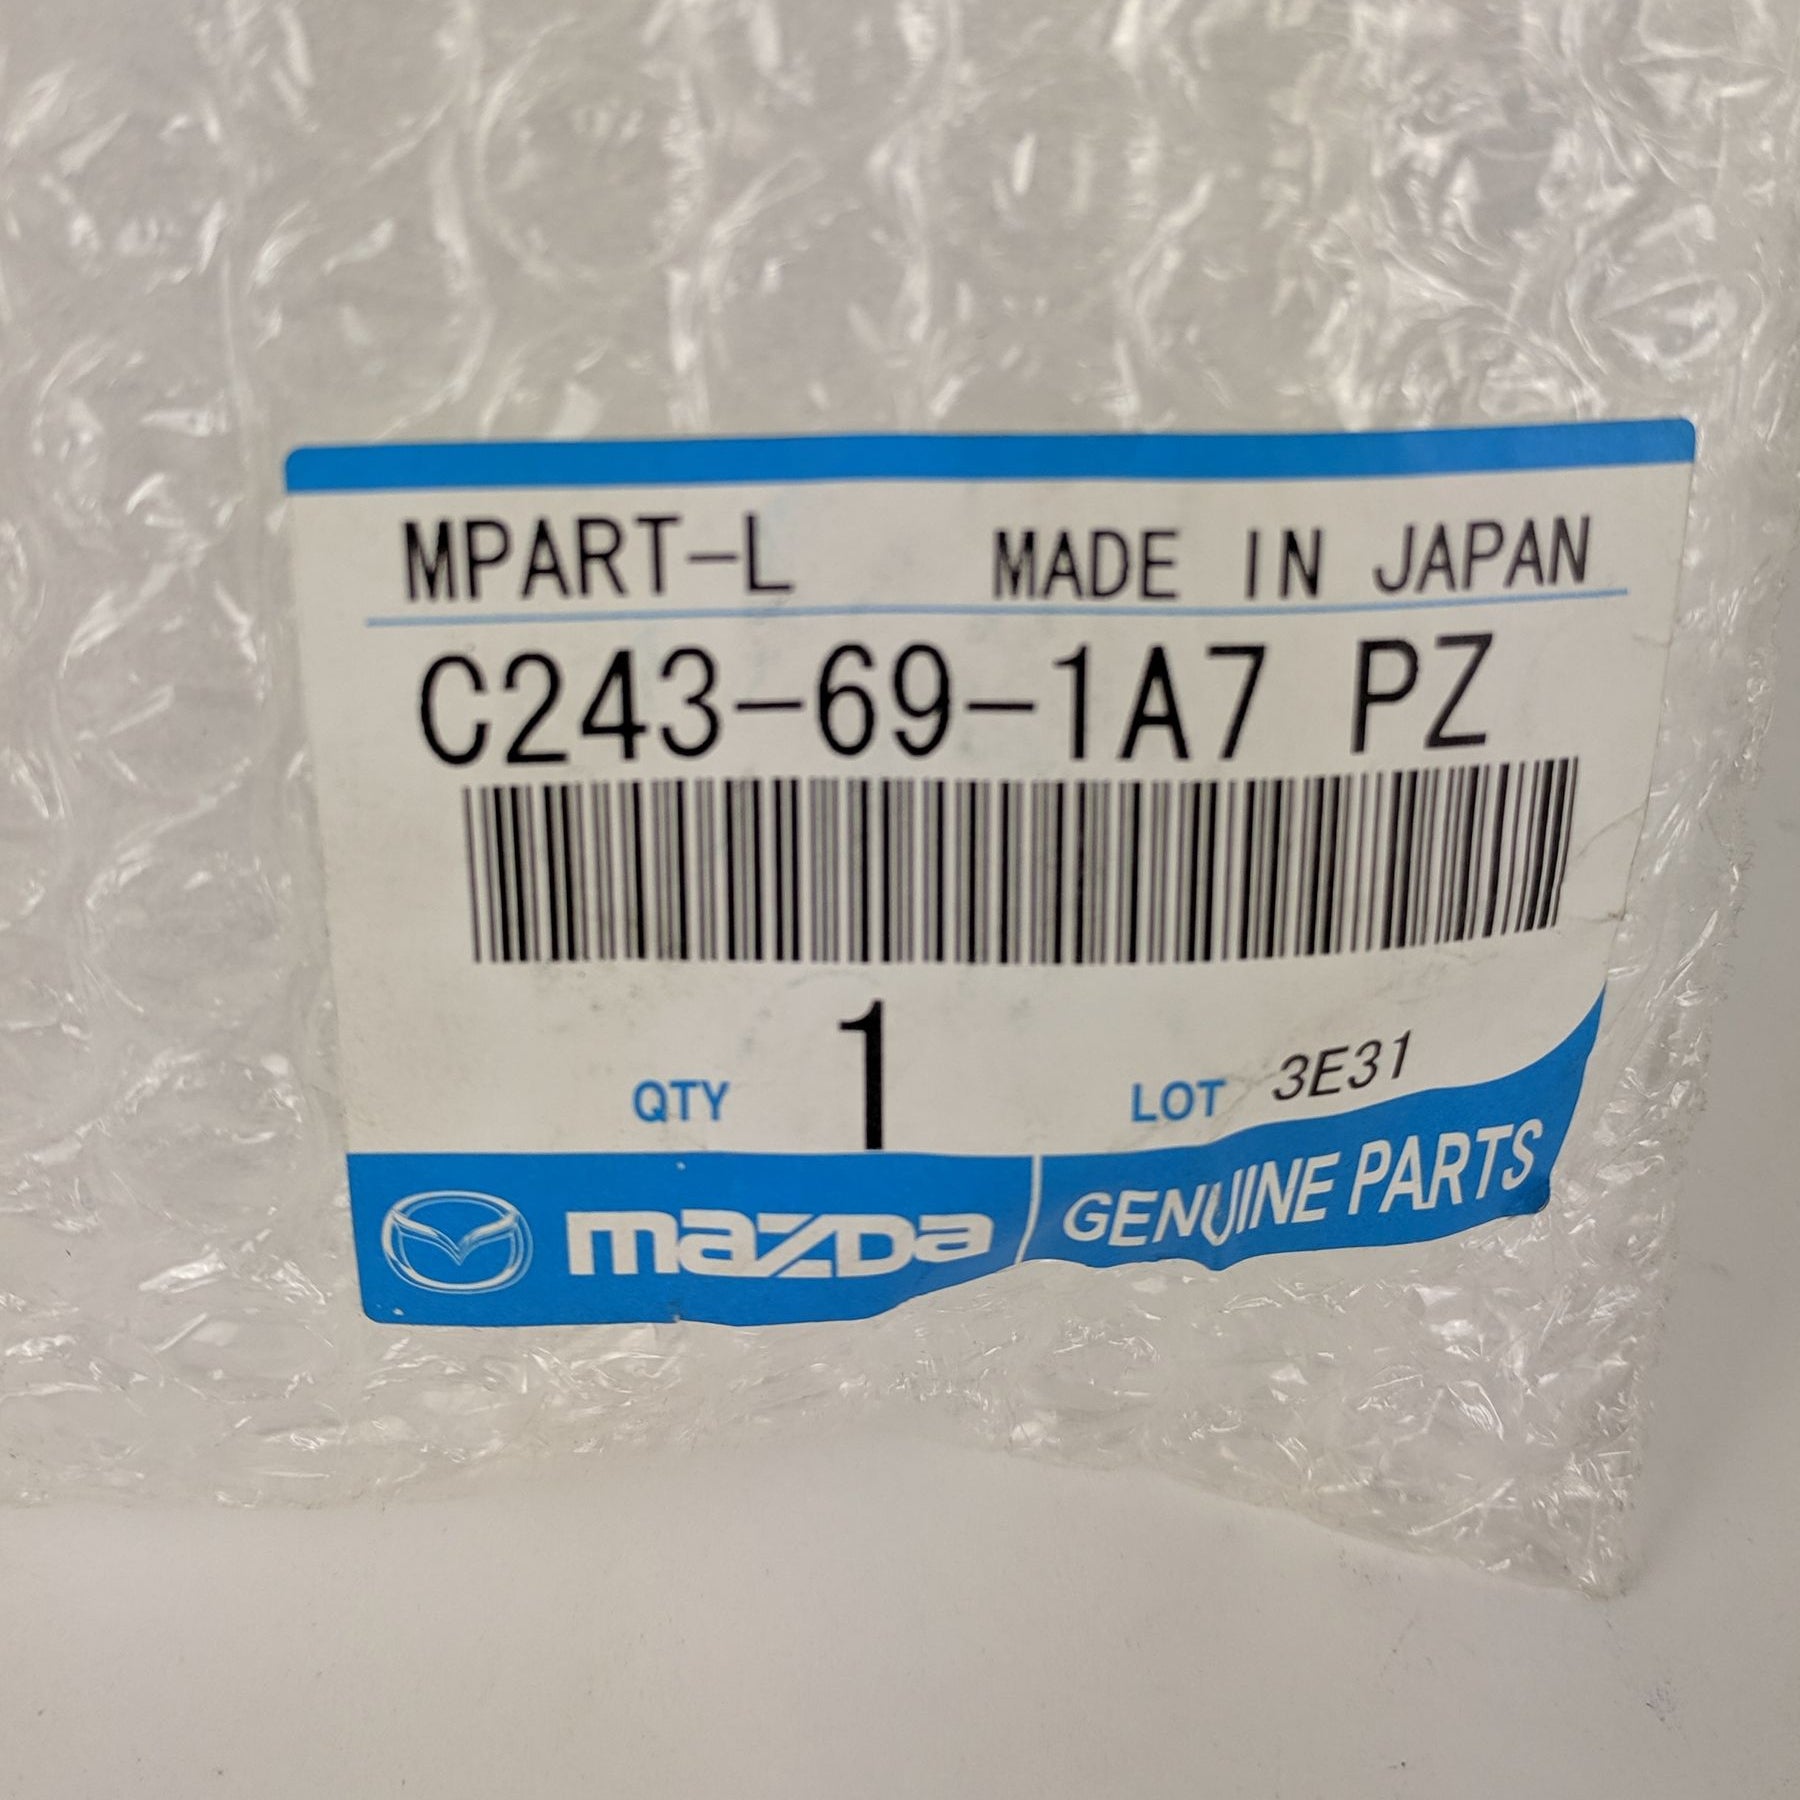 MPART-L MADE IN JAPAN
C243-69-1A7 PZ
QTY 1 LOT 3E31
mazda GENUINE PARTS